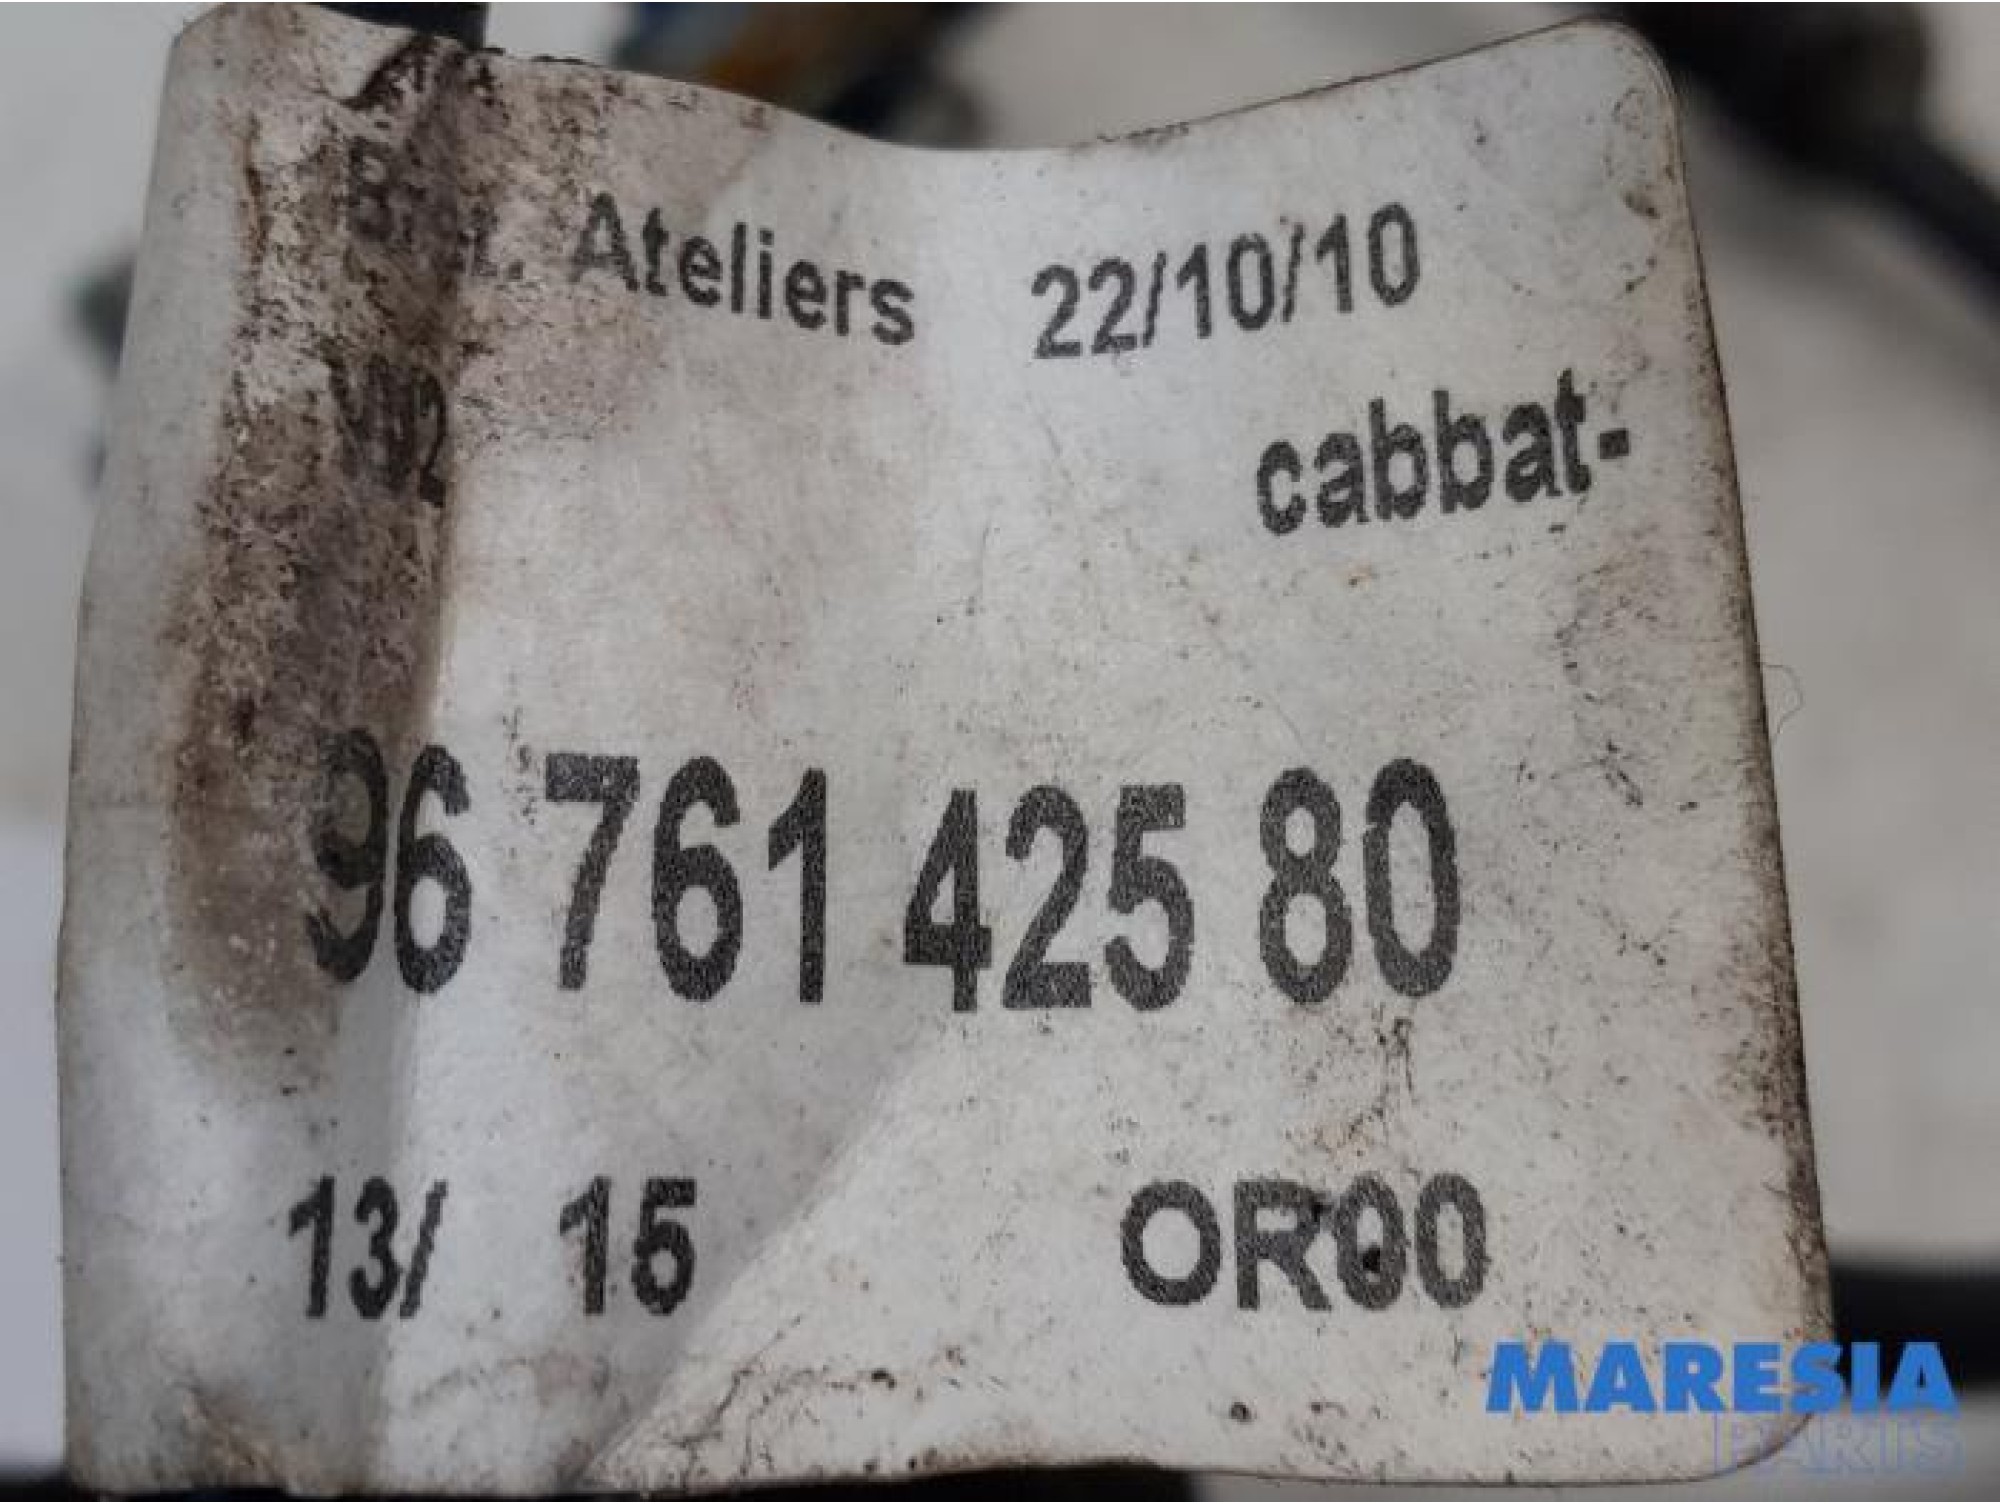 Ateliers 22/10/10
cabbat-
96 761 425 80
13/ 15 OR00
MARESIA
PARTS